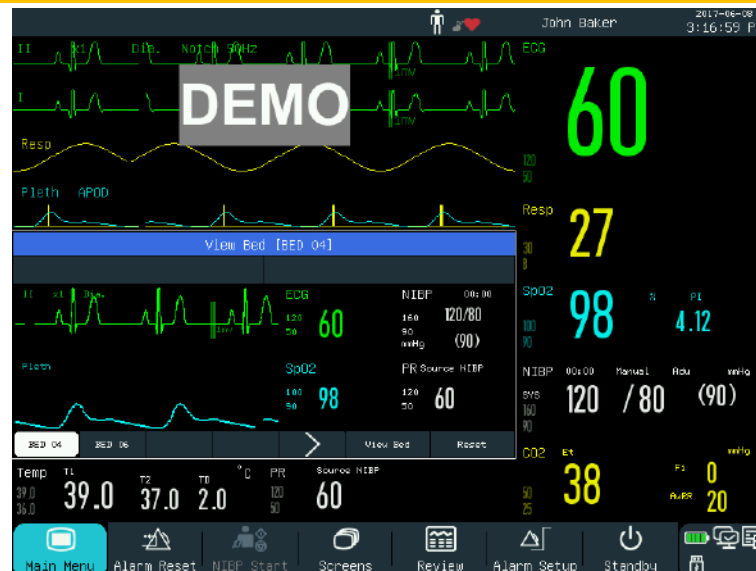 John Baker
2017-06-08
3:16:59 P
II x1 Dia. Notch 50Hz
1mv
DEMO
I
1mv
Resp
Pleth APOD
ECG
60
120
50
Resp
27
30
8
SpO2
98
%
PI
4.12
100
90
NIBP 00:00 Manual Adu mmHg
SYS
160
90
120 / 80 (90)
CO2 Et mmHg
38
50
25
Fi 0
AwRR 20
View Bed [BED 04]
II x1 Dia.
1mv
ECG
120
50
60
NIBP 00:00
160
90
mmHg
120/80
(90)
Pleth
SpO2
100
90
98
PR Source NIBP
120
50
60
BED 04 BED 06 > View Bed Reset
Temp T1 T2 TD °C PR Source NIBP
39.0
36.0
39.0 37.0 2.0
120
50
60
Main Menu Alarm Reset NIBP Start Screens Review Alarm Setup Standby